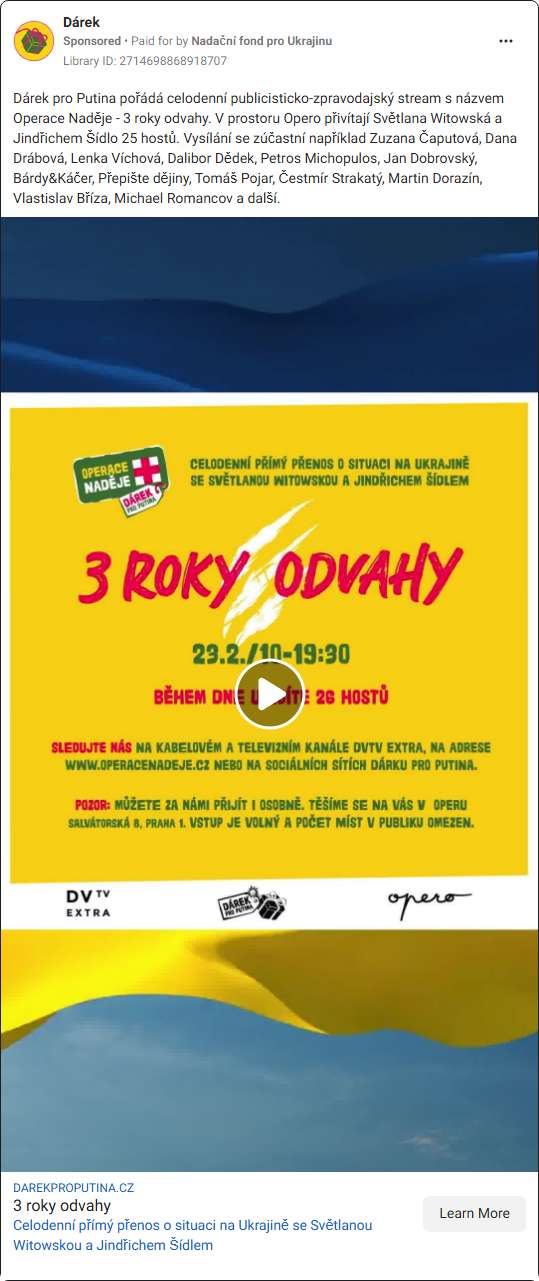 Dárek
Sponsored • Paid for by Nadační fond pro Ukrajinu
Library ID: 2714698868918707
Dárek pro Putina pořádá celodenní publicisticko-zpravodajský stream s názvem
Operace Naděje - 3 roky odvahy. V prostoru Opero přivítají Světlana Witowská a
Jindřichem Šídlo 25 hostů. Vysílání se zúčastní například Zuzana Čaputová, Dana
Drábová, Lenka Víchová, Dalibor Dědek, Petros Michopulos, Jan Dobrovský,
Bárdy&Káčer, Přepište dějiny, Tomáš Pojar, Čestmír Strakatý, Martin Dorazín,
Vlastislav Bříza, Michael Romancov a další.
OPERACE
NADĚJE
DÁREK
PRO PUTINA
CELODENNÍ PŘÍMÝ PŘENOS O SITUACI NA UKRAJINĚ
SE SVĚTLANOU WITOWSKOU A JINDŘICHEM ŠÍDLEM
3 ROKY ODVAHY
23.2./10-19:30
BĚHEM DNE 26 HOSTŮ
SLEDUJTE NÁS NA KABELOVÉM A TELEVIZNÍM KANÁLE DVTV EXTRA, NA ADRESE
WWW.OPERACENADEJE.CZ NEBO NA SOCIÁLNÍCH SÍTÍCH DÁRKU PRO PUTINA.
POZOR: MŮŽETE ZA NÁMI PŘIJÍT I OSOBNĚ. TĚŠÍME SE NA VÁS V OPERU
SALVÁTORSKÁ 8, PRAHA 1. VSTUP JE VOLNÝ A POČET MÍST V PUBLIKU OMEZEN.
DVTV
EXTRA
DÁREK
PRO PUTINA
opero
DAREKPROPUTINA.CZ
3 roky odvahy
Celodenní přímý přenos o situaci na Ukrajině se Světlanou
Witowskou a Jindřichem Šídlem
Learn More